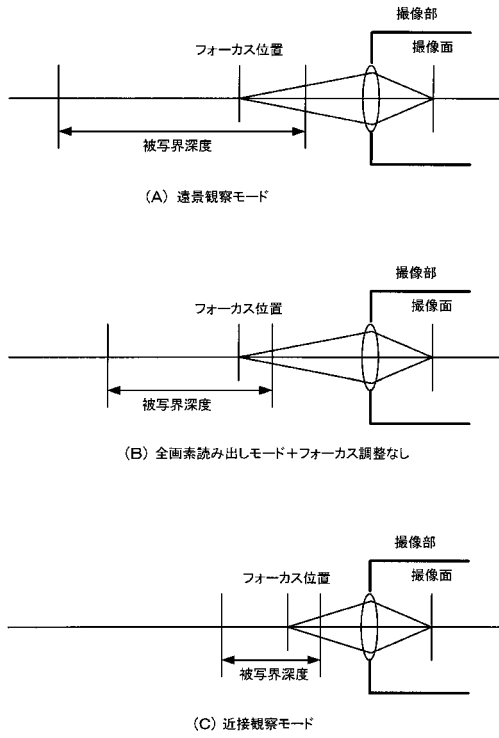 撮像部
フォーカス位置
撮像面
被写界深度
(A) 遠景観察モード
撮像部
フォーカス位置
撮像面
被写界深度
(B) 全画素読み出しモード+フォーカス調整なし
撮像部
フォーカス位置
撮像面
被写界深度
(C) 近接観察モード